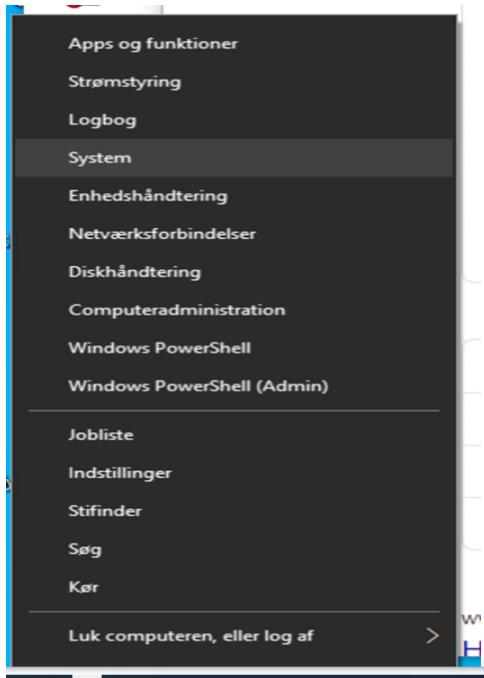 Apps og funktioner
Strømstyring
Logbog
System
Enhedshåndtering
Netværksforbindelser
Diskhåndtering
Computeradministration
Windows PowerShell
Windows PowerShell (Admin)
Jobliste
Indstillinger
Stifinder
Søg
Kør
Luk computeren, eller log af